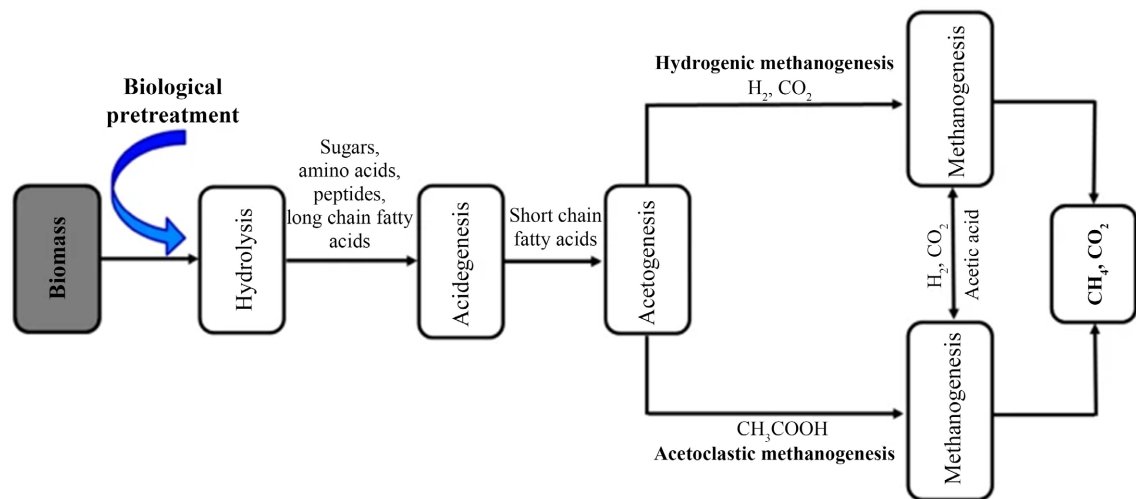 Biological
pretreatment
Biomass
Hydrolysis
Sugars,
amino acids,
peptides,
long chain fatty
acids
Acidegenesis
Short chain
fatty acids
Acetogenesis
Hydrogenic methanogenesis
H₂, CO₂
Methanogenesis
H₂, CO₂
Acetic acid
CH₃COOH
Acetoclastic methanogenesis
Methanogenesis
CH₄, CO₂